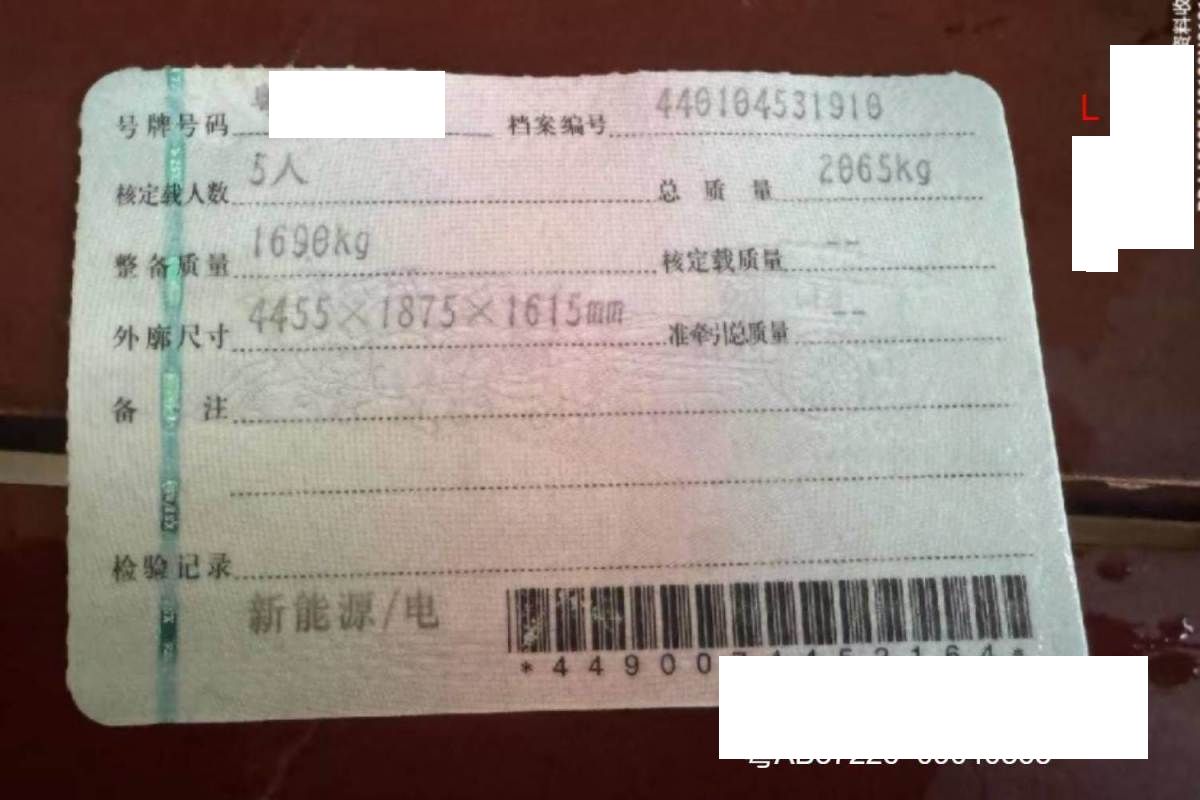 号牌号码 档案编号 440104531910
核定载人数 5人 总质量 2065kg
整备质量 1690kg 核定载质量 --
外廓尺寸 4455×1875×1615mm 准牵引总质量 --
备注
检验记录
新能源/电
L